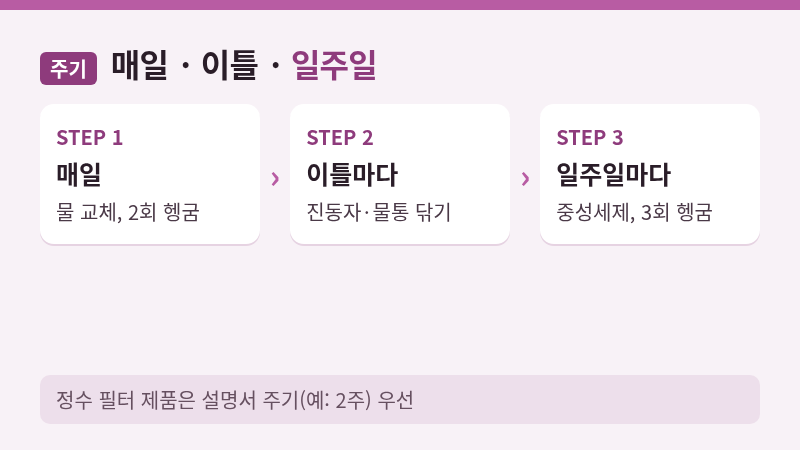 주기 매일 · 이틀 · 일주일
STEP 1
매일
물 교체, 2회 헹굼
›
STEP 2
이틀마다
진동자·물통 닦기
›
STEP 3
일주일마다
중성세제, 3회 헹굼
정수 필터 제품은 설명서 주기(예: 2주) 우선